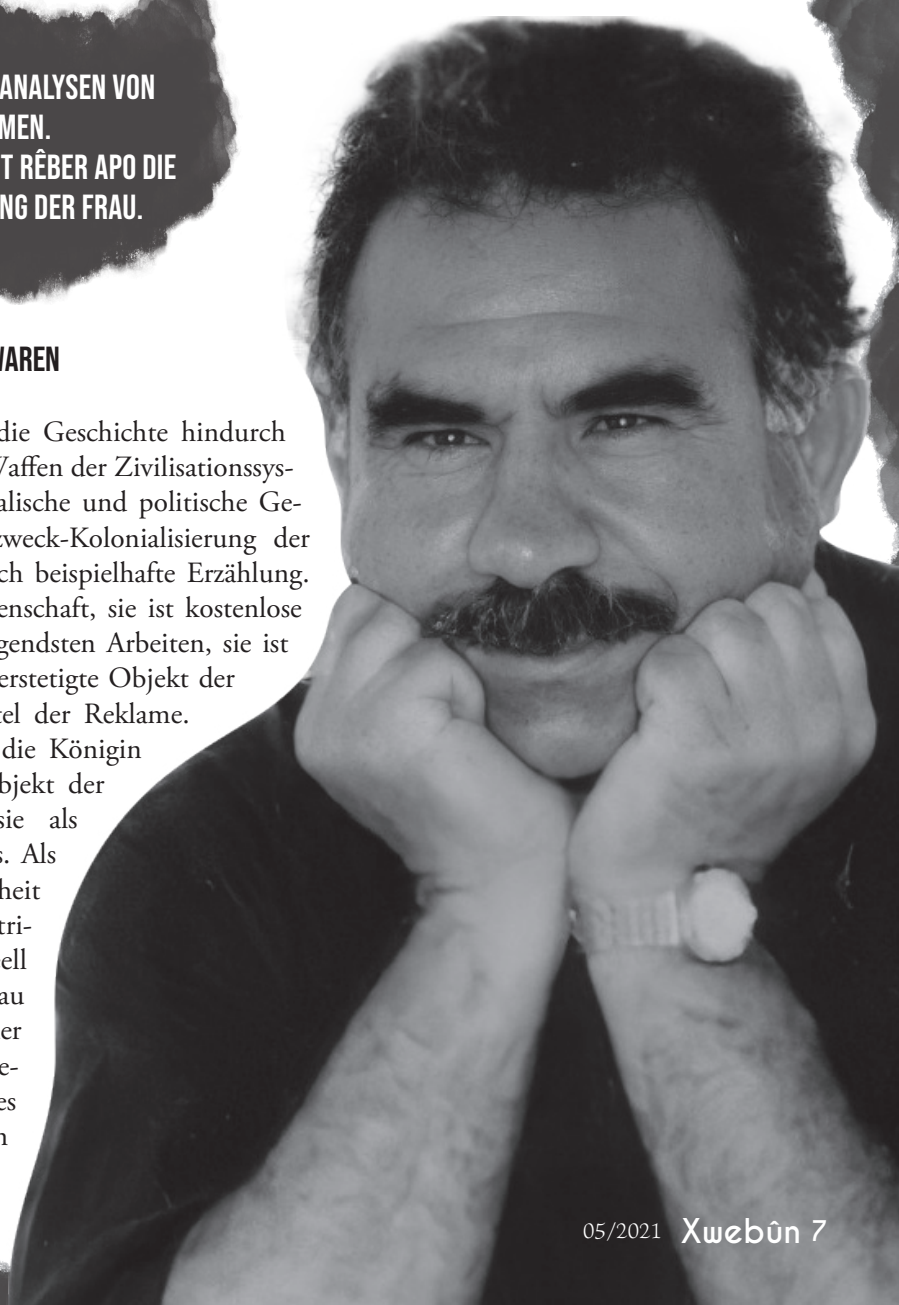 ANALYSEN VON
MEN.
T RÊBER APO DIE
NG DER FRAU.
WAREN
die Geschichte hindurch
Waffen der Zivilisationssys-
alische und politische Ge-
zweck-Kolonialisierung der
ch beispielhafte Erzählung.
enschaft, sie ist kostenlose
gendsten Arbeiten, sie ist
erstetigte Objekt der
tel der Reklame.
die Königin
bjekt der
sie als
s. Als
heit
tri-
ell
au
er
e-
es
n
05/2021 Xwebûn 7